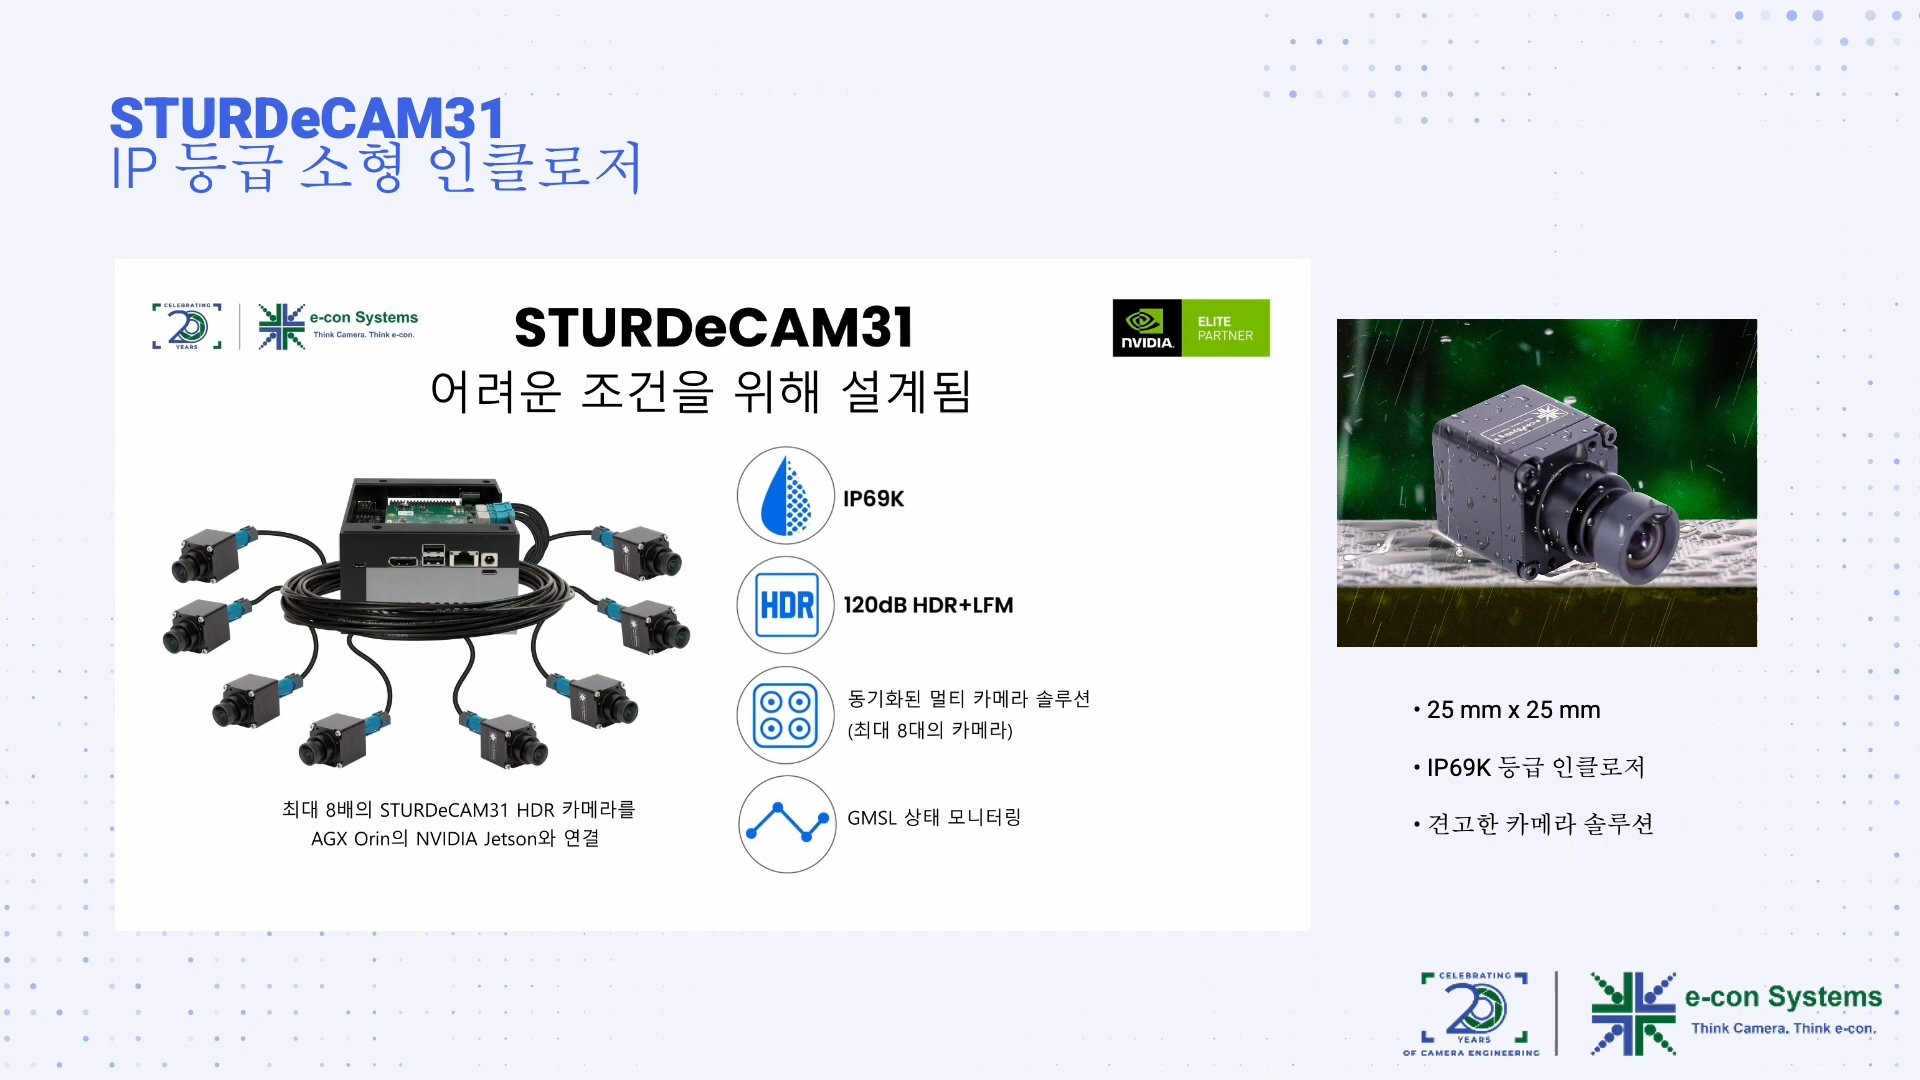 STURDeCAM31
IP 등급 소형 인클로저
CELEBRATING
20
YEARS
e-con Systems
Think Camera. Think e-con.
STURDeCAM31
어려운 조건을 위해 설계됨
NVIDIA.
ELITE
PARTNER
IP69K
HDR
120dB HDR+LFM
동기화된 멀티 카메라 솔루션
(최대 8대의 카메라)
GMSL 상태 모니터링
최대 8배의 STURDeCAM31 HDR 카메라를
AGX Orin의 NVIDIA Jetson와 연결
• 25 mm x 25 mm
• IP69K 등급 인클로저
• 견고한 카메라 솔루션
CELEBRATING
20
YEARS
OF CAMERA ENGINEERING
e-con Systems
Think Camera. Think e-con.